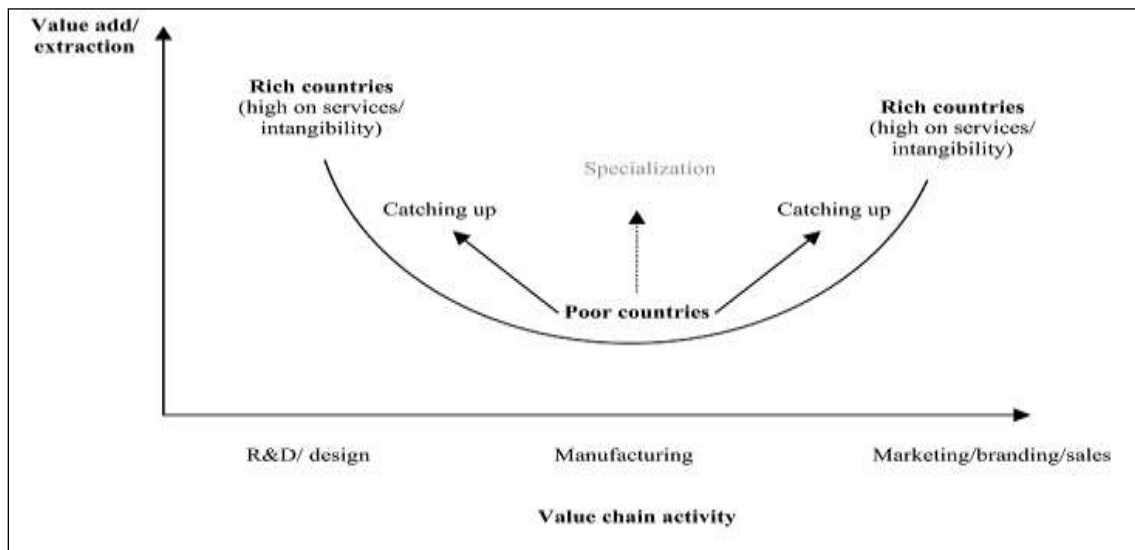 Value add/
extraction
Rich countries
(high on services/
intangibility)
Rich countries
(high on services/
intangibility)
Specialization
Catching up
Catching up
Poor countries
R&D/ design
Manufacturing
Marketing/branding/sales
Value chain activity